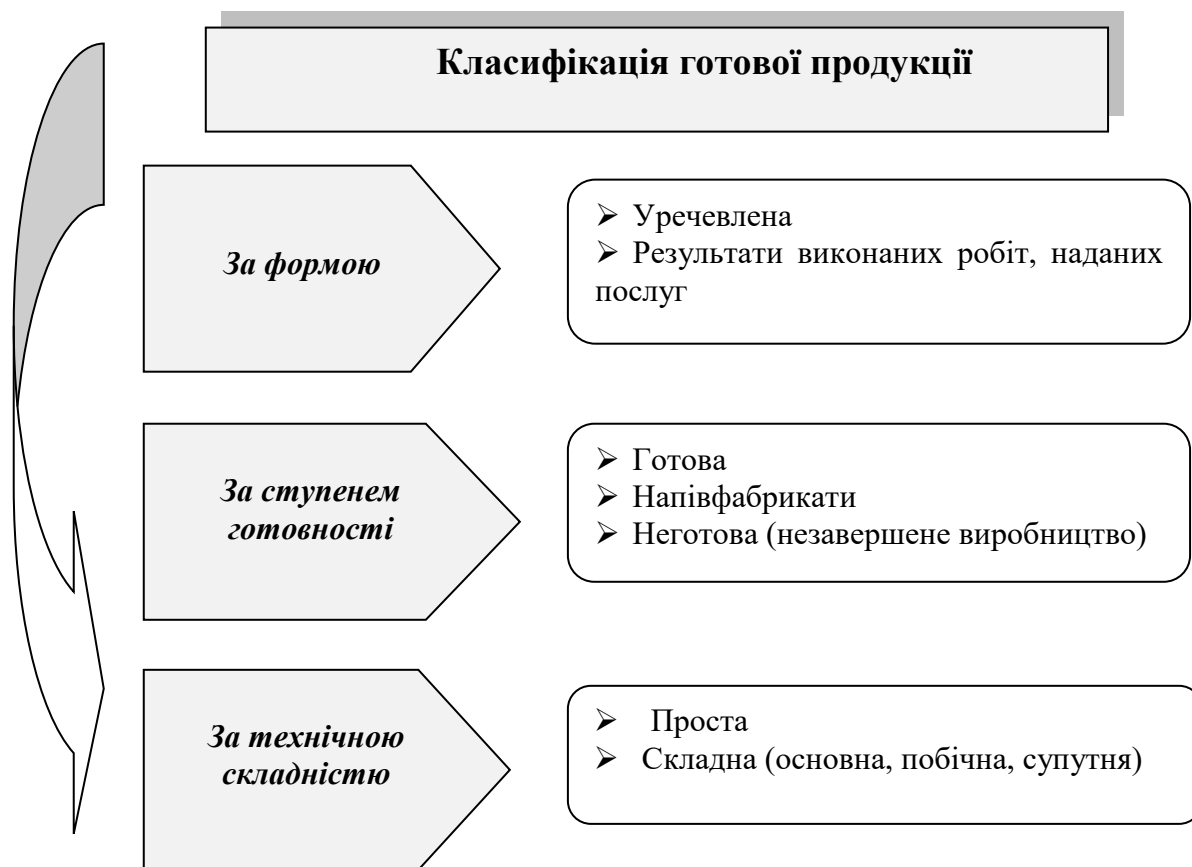 Класифікація готової продукції
За формою
➢ Уречевлена
➢ Результати виконаних робіт, наданих
послуг
За ступенем
готовності
➢ Готова
➢ Напівфабрикати
➢ Неготова (незавершене виробництво)
За технічною
складністю
➢ Проста
➢ Складна (основна, побічна, супутня)